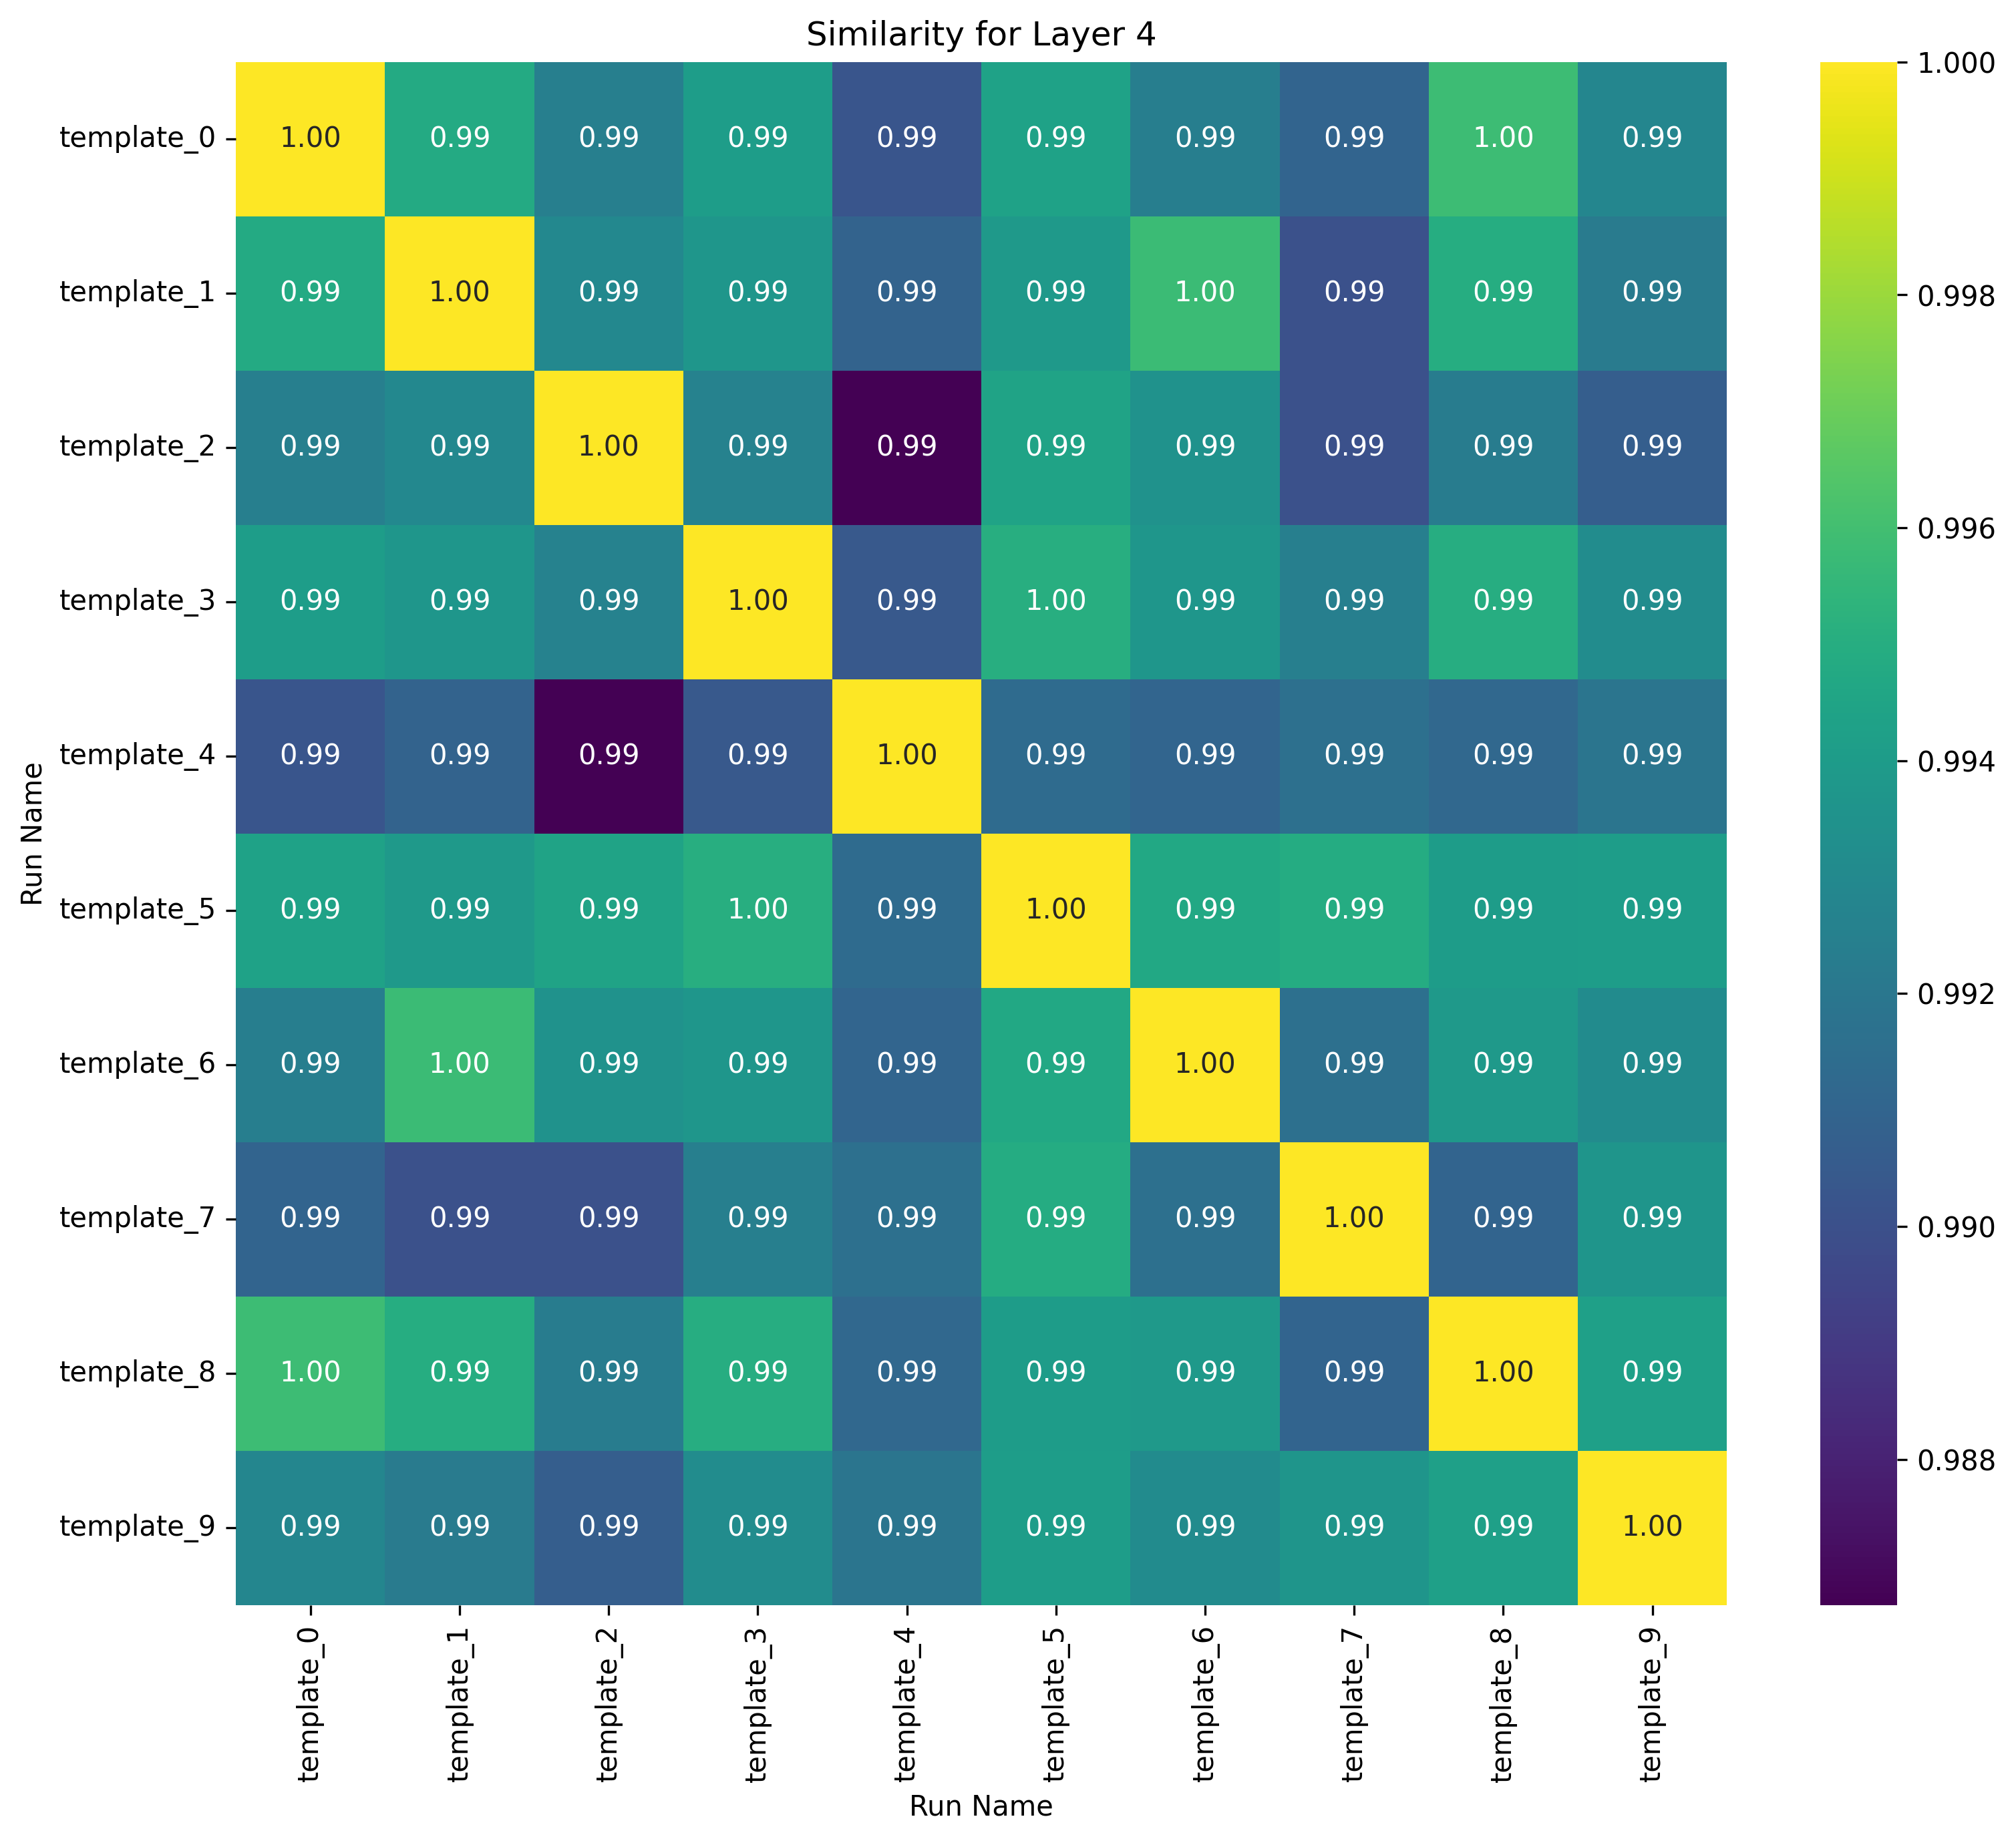 Similarity for Layer 4
template_0 1.00 0.99 0.99 0.99 0.99 0.99 0.99 0.99 1.00 0.99
template_1 0.99 1.00 0.99 0.99 0.99 0.99 1.00 0.99 0.99 0.99
template_2 0.99 0.99 1.00 0.99 0.99 0.99 0.99 0.99 0.99 0.99
template_3 0.99 0.99 0.99 1.00 0.99 1.00 0.99 0.99 0.99 0.99
template_4 0.99 0.99 0.99 0.99 1.00 0.99 0.99 0.99 0.99 0.99
template_5 0.99 0.99 0.99 1.00 0.99 1.00 0.99 0.99 0.99 0.99
template_6 0.99 1.00 0.99 0.99 0.99 0.99 1.00 0.99 0.99 0.99
template_7 0.99 0.99 0.99 0.99 0.99 0.99 0.99 1.00 0.99 0.99
template_8 1.00 0.99 0.99 0.99 0.99 0.99 0.99 0.99 1.00 0.99
template_9 0.99 0.99 0.99 0.99 0.99 0.99 0.99 0.99 0.99 1.00
Run Name
template_0 template_1 template_2 template_3 template_4 template_5 template_6 template_7 template_8 template_9
Run Name
1.000
0.998
0.996
0.994
0.992
0.990
0.988